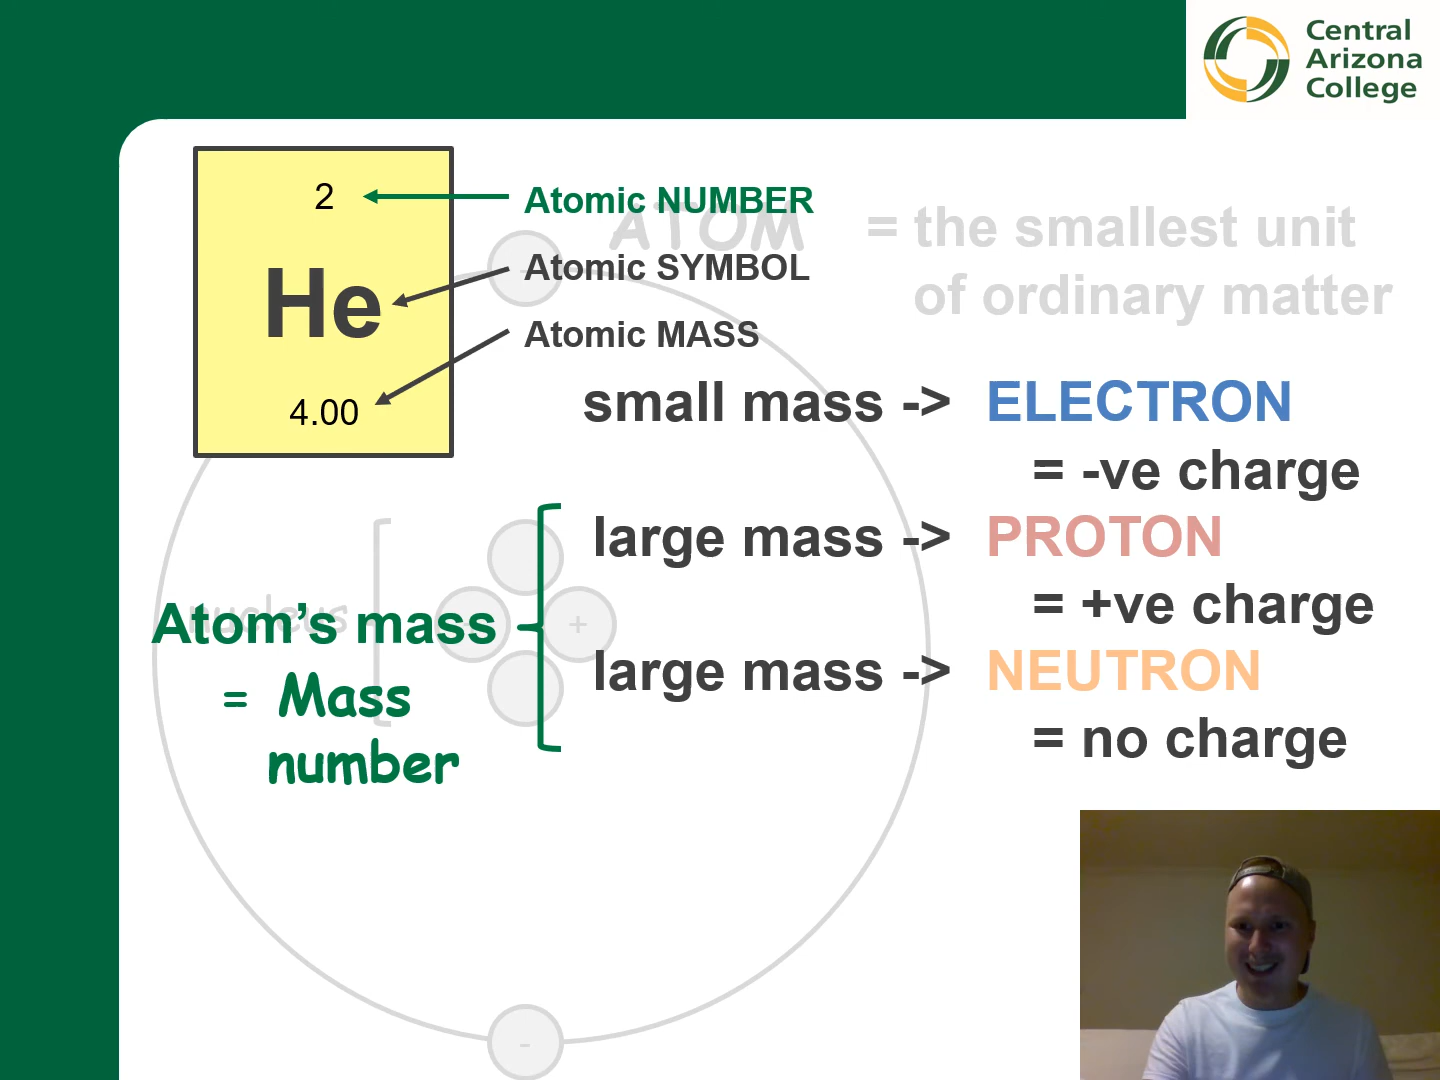 Central
Arizona
College
2
He
4.00
Atomic NUMBER
Atomic SYMBOL
Atomic MASS
ATOM
= the smallest unit
of ordinary matter
small mass -> ELECTRON
= -ve charge
large mass -> PROTON
= +ve charge
large mass -> NEUTRON
= no charge
nucleus
Atom’s mass
= Mass
number
+
-